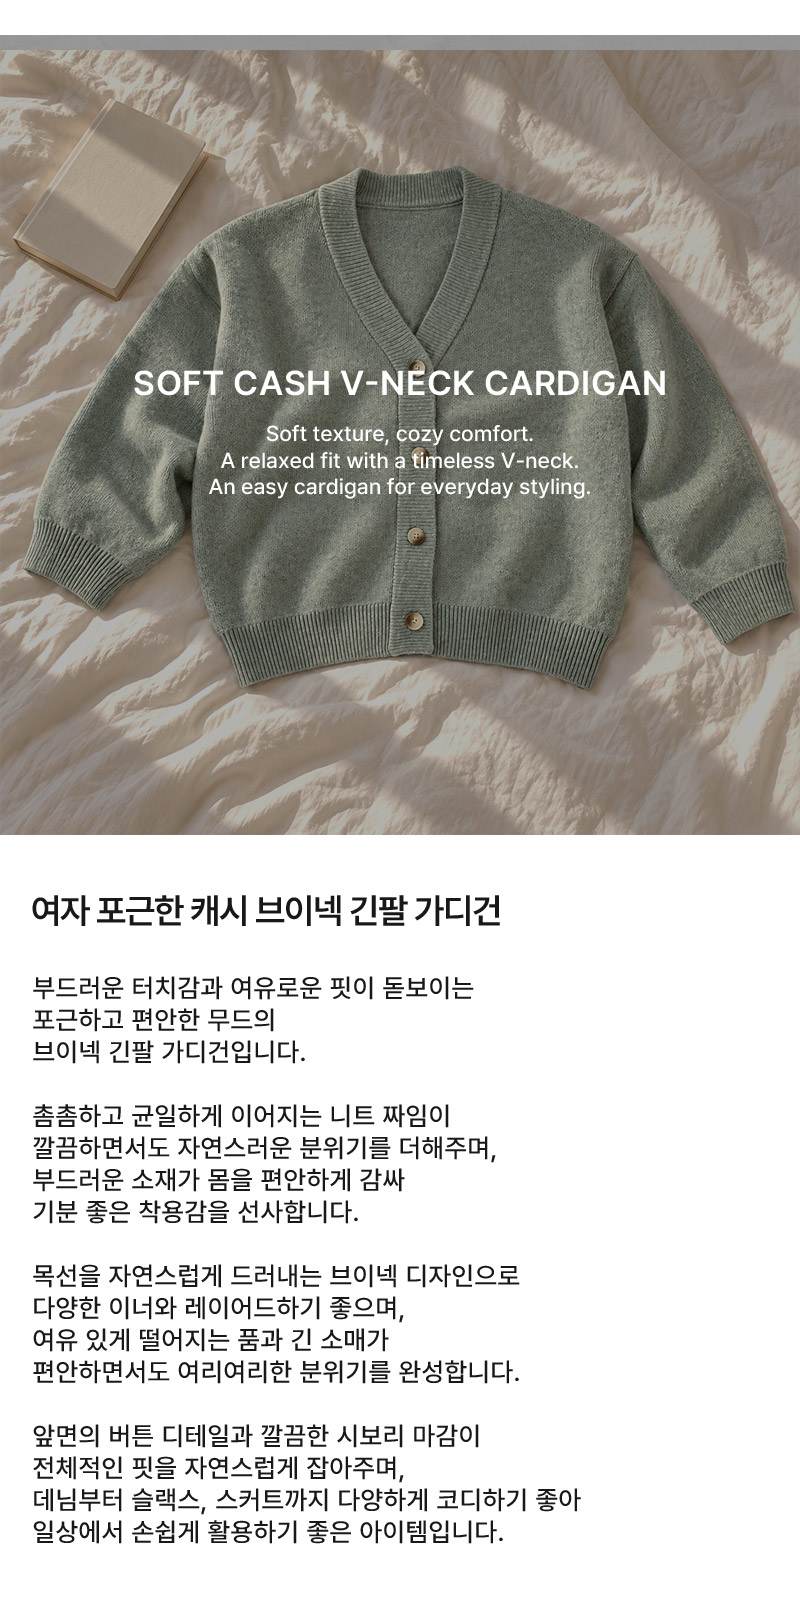 SOFT CASH V-NECK CARDIGAN
Soft texture, cozy comfort.
A relaxed fit with a timeless V-neck.
An easy cardigan for everyday styling.
여자 포근한 캐시 브이넥 긴팔 가디건
부드러운 터치감과 여유로운 핏이 돋보이는
포근하고 편안한 무드의
브이넥 긴팔 가디건입니다.
촘촘하고 균일하게 이어지는 니트 짜임이
깔끔하면서도 자연스러운 분위기를 더해주며,
부드러운 소재가 몸을 편안하게 감싸
기분 좋은 착용감을 선사합니다.
목선을 자연스럽게 드러내는 브이넥 디자인으로
다양한 이너와 레이어드하기 좋으며,
여유 있게 떨어지는 품과 긴 소매가
편안하면서도 여리여리한 분위기를 완성합니다.
앞면의 버튼 디테일과 깔끔한 시보리 마감이
전체적인 핏을 자연스럽게 잡아주며,
데님부터 슬랙스, 스커트까지 다양하게 코디하기 좋아
일상에서 손쉽게 활용하기 좋은 아이템입니다.